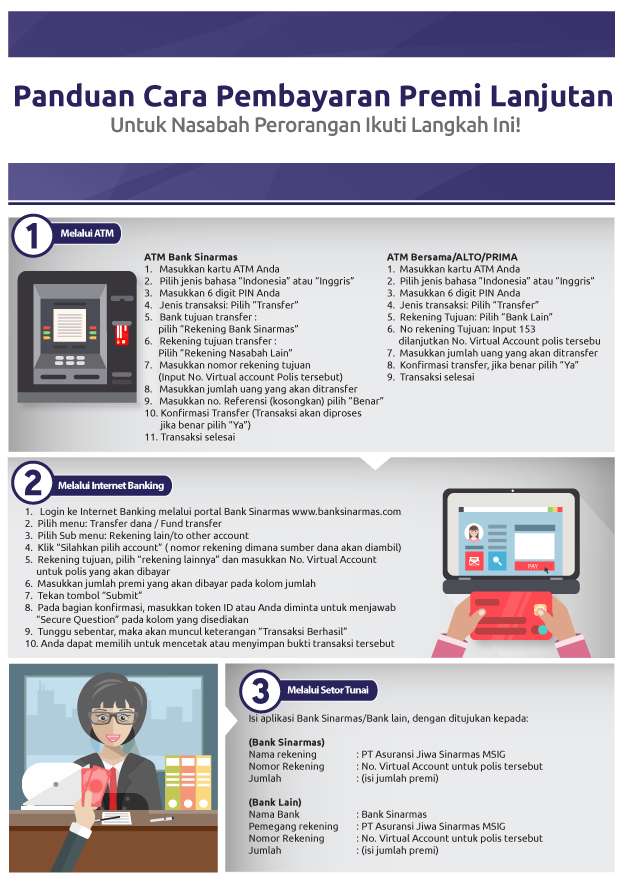 Panduan Cara Pembayaran Premi Lanjutan
Untuk Nasabah Perorangan Ikuti Langkah Ini!
1
Melalui ATM
ATM Bank Sinarmas
1. Masukkan kartu ATM Anda
2. Pilih jenis bahasa "Indonesia" atau "Inggris"
3. Masukkan 6 digit PIN Anda
4. Jenis transaksi: Pilih "Transfer"
5. Bank tujuan transfer :
pilih "Rekening Bank Sinarmas"
6. Rekening tujuan transfer :
Pilih "Rekening Nasabah Lain"
7. Masukkan nomor rekening tujuan
(Input No. Virtual account Polis tersebut)
8. Masukkan jumlah uang yang akan ditransfer
9. Masukkan no. Referensi (kosongkan) pilih "Benar"
10. Konfirmasi Transfer (Transaksi akan diproses
jika benar pilih "Ya")
11. Transaksi selesai
ATM Bersama/ALTO/PRIMA
1. Masukkan kartu ATM Anda
2. Pilih jenis bahasa "Indonesia" atau "Inggris"
3. Masukkan 6 digit PIN Anda
4. Jenis transaksi: Pilih "Transfer"
5. Rekening Tujuan: Pilih "Bank Lain"
6. No rekening Tujuan: Input 153
dilanjutkan No. Virtual Account polis tersebu
7. Masukkan jumlah uang yang akan ditransfer
8. Konfirmasi transfer, jika benar pilih "Ya"
9. Transaksi selesai
2
Melalui Internet Banking
1. Login ke Internet Banking melalui portal Bank Sinarmas www.banksinarmas.com
2. Pilih menu: Transfer dana / Fund transfer
3. Pilih Sub menu: Rekening lain/to other account
4. Klik "Silahkan pilih account" ( nomor rekening dimana sumber dana akan diambil)
5. Rekening tujuan, pilih "rekening lainnya" dan masukkan No. Virtual Account
untuk polis yang akan dibayar
6. Masukkan jumlah premi yang akan dibayar pada kolom jumlah
7. Tekan tombol "Submit"
8. Pada bagian konfirmasi, masukkan token ID atau Anda diminta untuk menjawab
"Secure Question" pada kolom yang disediakan
9. Tunggu sebentar, maka akan muncul keterangan "Transaksi Berhasil"
10. Anda dapat memilih untuk mencetak atau menyimpan bukti transaksi tersebut
PAY
3
Melalui Setor Tunai
Isi aplikasi Bank Sinarmas/Bank lain, dengan ditujukan kepada:
(Bank Sinarmas)
Nama rekening : PT Asuransi Jiwa Sinarmas MSIG
Nomor Rekening : No. Virtual Account untuk polis tersebut
Jumlah : (isi jumlah premi)
(Bank Lain)
Nama Bank : Bank Sinarmas
Pemegang rekening : PT Asuransi Jiwa Sinarmas MSIG
Nomor Rekening : No. Virtual Account untuk polis tersebut
Jumlah : (isi jumlah premi)